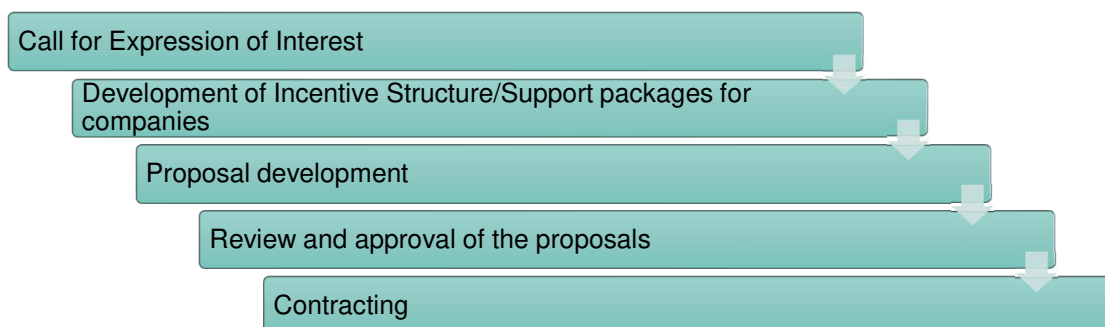 Call for Expression of Interest
Development of Incentive Structure/Support packages for
companies
Proposal development
Review and approval of the proposals
Contracting